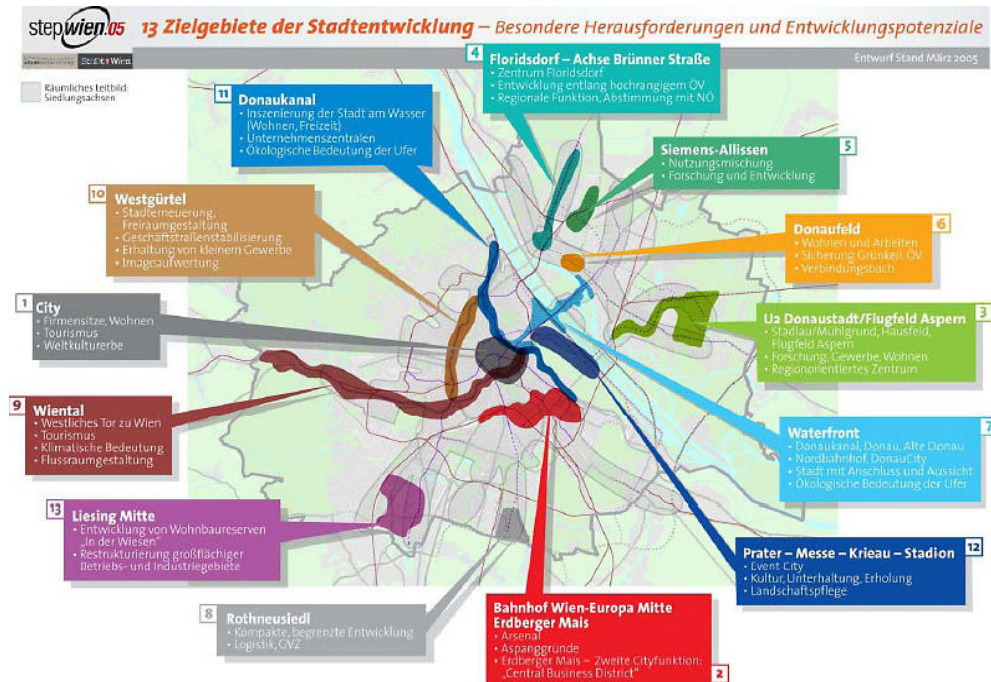 step wien.05
13 Zielgebiete der Stadtentwicklung – Besondere Herausforderungen und Entwicklungspotenziale
StaDt Wien
Entwurf Stand März 2005
Räumliches Leitbild:
Siedlungsachsen
4
Floridsdorf – Achse Brünner Straße
• Zentrum Floridsdorf
• Entwicklung entlang hochrangigem ÖV
• Regionale Funktion, Abstimmung mit NÖ
11
Donaukanal
• Inszenierung der Stadt am Wasser
(Wohnen, Freizeit)
• Unternehmenszentralen
• Ökologische Bedeutung der Ufer
5
Siemens-Allissen
• Nutzungsmischung
• Forschung und Entwicklung
10
Westgürtel
• Stadterneuerung,
Freiraumgestaltung
• Geschäftstraßenstabilisierung
• Erhaltung von kleinem Gewerbe
• Imageaufwertung
6
Donaufeld
• Wohnen und Arbeiten
• Sicherung Grünkeil, ÖV
• Verbindungsbach
1
City
• Firmensitze, Wohnen
• Tourismus
• Weltkulturerbe
3
U2 Donaustadt/Flugfeld Aspern
• Stadlau/Mühlgrund, Hausfeld,
Flugfeld Aspern
• Forschung, Gewerbe, Wohnen
• Regionorientiertes Zentrum
9
Wiental
• Westliches Tor zu Wien
• Tourismus
• Klimatische Bedeutung
• Flussraumgestaltung
7
Waterfront
• Donaukanal, Donau, Alte Donau
• Nordbahnhof, DonauCity
• Stadt mit Anschluss und Aussicht
• Ökologische Bedeutung der Ufer
13
Liesing Mitte
• Entwicklung von Wohnbaureserven
„In der Wiesen“
• Restrukturierung großflächiger
Betriebs- und Industriegebiete
12
Prater – Messe – Krieau – Stadion
• Event City
• Kultur, Unterhaltung, Erholung
• Landschaftspflege
8
Rothneusiedl
• Kompakte, begrenzte Entwicklung
• Logistik, GVZ
Bahnhof Wien-Europa Mitte
Erdberger Mais
• Arsenal
• Aspanggründe
• Erdberger Mais – Zweite Cityfunktion:
„Central Business District“
2